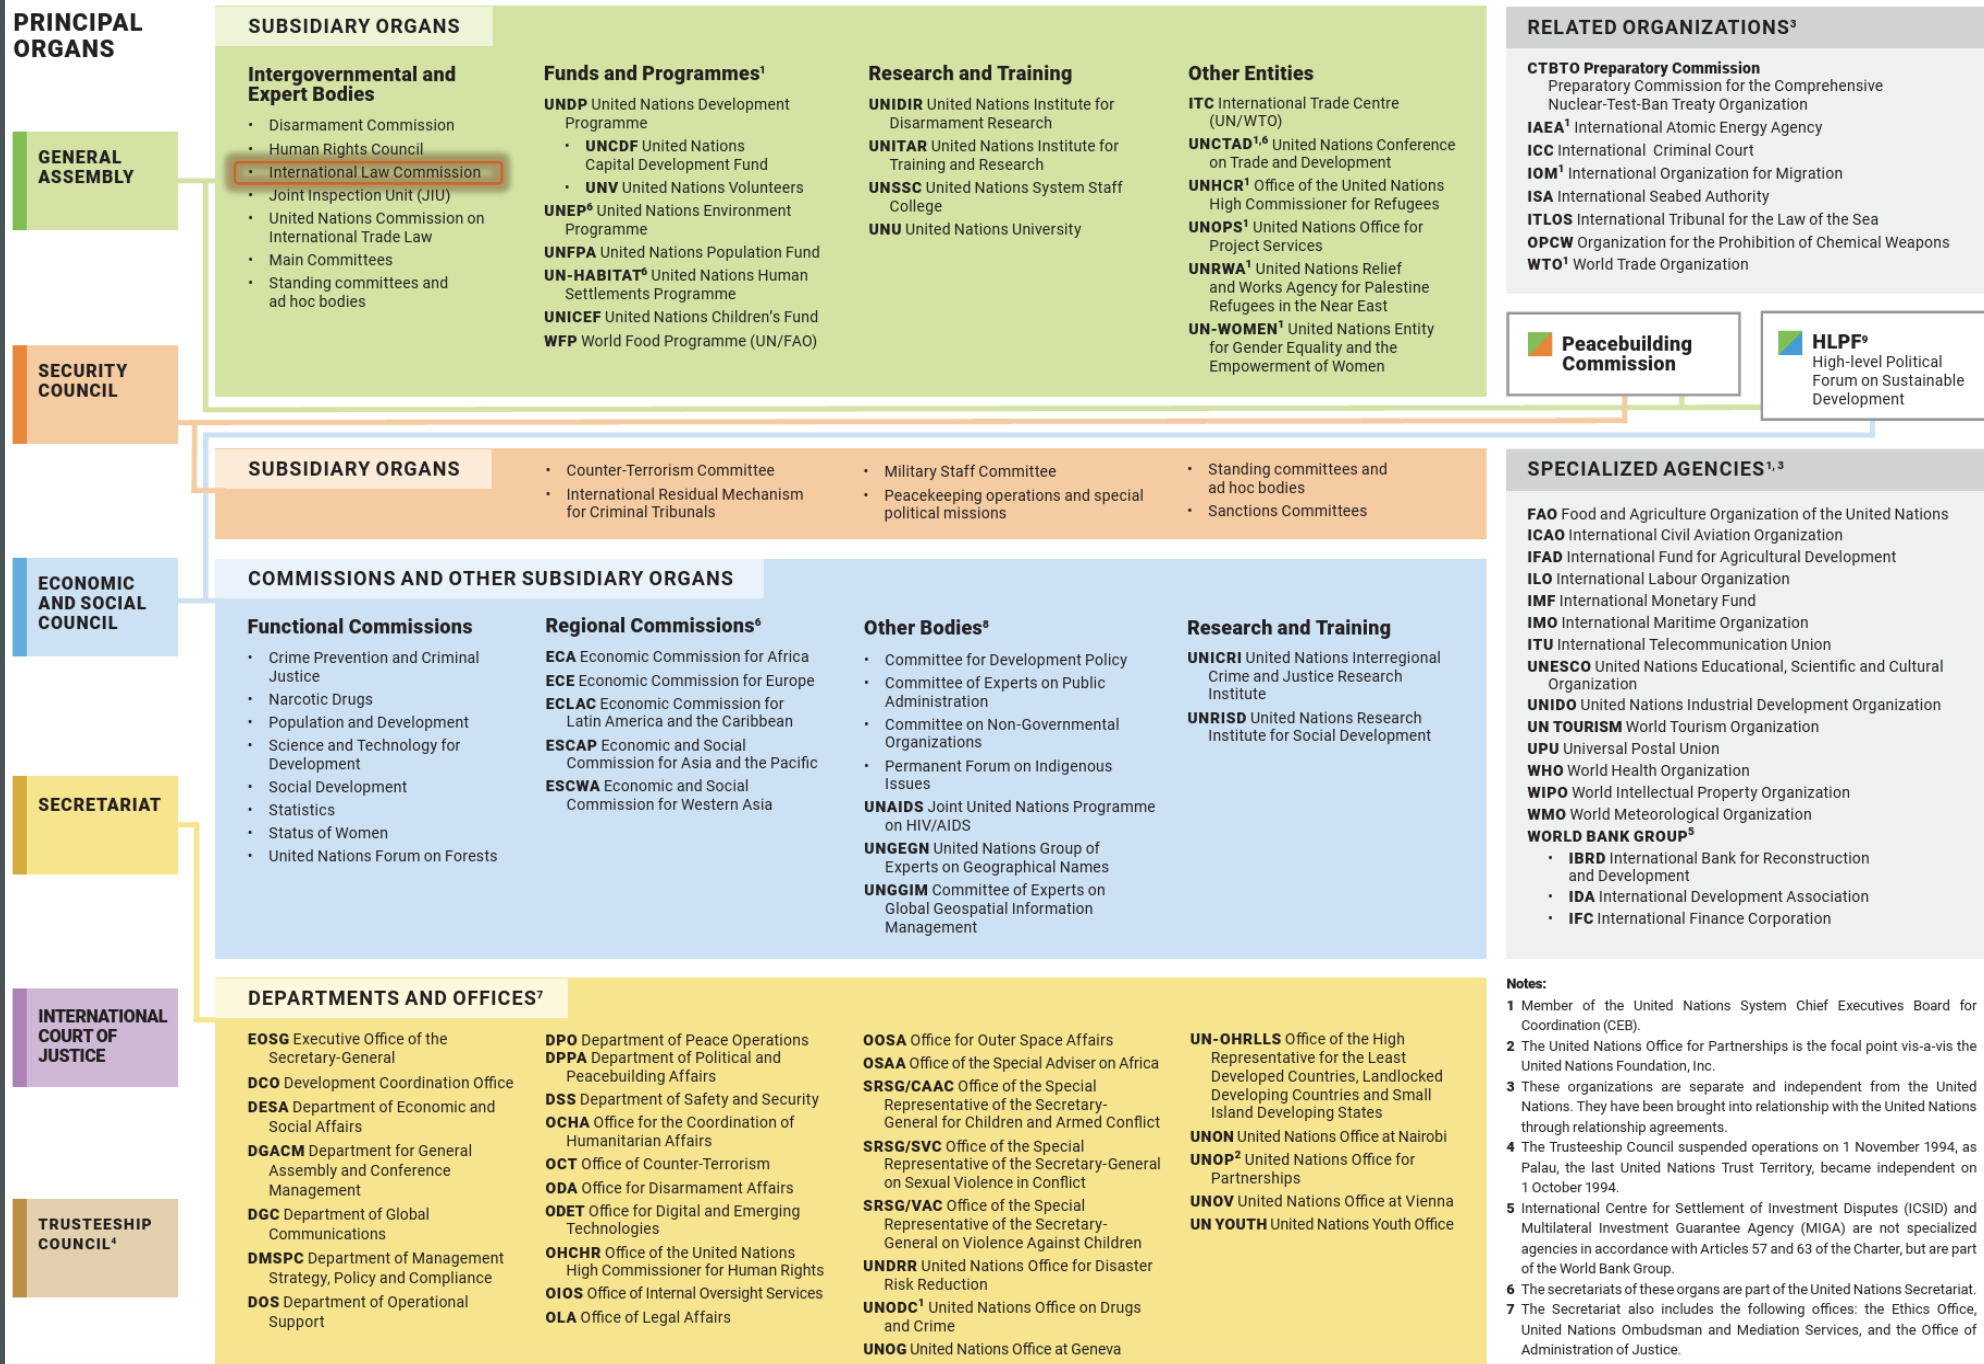 PRINCIPAL
ORGANS
GENERAL
ASSEMBLY
SUBSIDIARY ORGANS
Intergovernmental and
Expert Bodies
• Disarmament Commission
• Human Rights Council
• International Law Commission
• Joint Inspection Unit (JIU)
• United Nations Commission on
International Trade Law
• Main Committees
• Standing committees and
ad hoc bodies
Funds and Programmes¹
UNDP United Nations Development
Programme
• UNCDF United Nations
Capital Development Fund
• UNV United Nations Volunteers
UNEP⁶ United Nations Environment
Programme
UNFPA United Nations Population Fund
UN-HABITAT⁶ United Nations Human
Settlements Programme
UNICEF United Nations Children’s Fund
WFP World Food Programme (UN/FAO)
Research and Training
UNIDIR United Nations Institute for
Disarmament Research
UNITAR United Nations Institute for
Training and Research
UNSSC United Nations System Staff
College
UNU United Nations University
Other Entities
ITC International Trade Centre
(UN/WTO)
UNCTAD¹,⁶ United Nations Conference
on Trade and Development
UNHCR¹ Office of the United Nations
High Commissioner for Refugees
UNOPS¹ United Nations Office for
Project Services
UNRWA¹ United Nations Relief
and Works Agency for Palestine
Refugees in the Near East
UN-WOMEN¹ United Nations Entity
for Gender Equality and the
Empowerment of Women
RELATED ORGANIZATIONS³
CTBTO Preparatory Commission
Preparatory Commission for the Comprehensive
Nuclear-Test-Ban Treaty Organization
IAEA¹ International Atomic Energy Agency
ICC International Criminal Court
IOM¹ International Organization for Migration
ISA International Seabed Authority
ITLOS International Tribunal for the Law of the Sea
OPCW Organization for the Prohibition of Chemical Weapons
WTO¹ World Trade Organization
Peacebuilding
Commission
HLPF⁹
High-level Political
Forum on Sustainable
Development
SECURITY
COUNCIL
SUBSIDIARY ORGANS
• Counter-Terrorism Committee
• International Residual Mechanism
for Criminal Tribunals
• Military Staff Committee
• Peacekeeping operations and special
political missions
• Standing committees and
ad hoc bodies
• Sanctions Committees
ECONOMIC
AND SOCIAL
COUNCIL
COMMISSIONS AND OTHER SUBSIDIARY ORGANS
Functional Commissions
• Crime Prevention and Criminal
Justice
• Narcotic Drugs
• Population and Development
• Science and Technology for
Development
• Social Development
• Statistics
• Status of Women
• United Nations Forum on Forests
Regional Commissions⁶
ECA Economic Commission for Africa
ECE Economic Commission for Europe
ECLAC Economic Commission for
Latin America and the Caribbean
ESCAP Economic and Social
Commission for Asia and the Pacific
ESCWA Economic and Social
Commission for Western Asia
Other Bodies⁸
• Committee for Development Policy
• Committee of Experts on Public
Administration
• Committee on Non-Governmental
Organizations
• Permanent Forum on Indigenous
Issues
UNAIDS Joint United Nations Programme
on HIV/AIDS
UNGEGN United Nations Group of
Experts on Geographical Names
UNGGIM Committee of Experts on
Global Geospatial Information
Management
Research and Training
UNICRI United Nations Interregional
Crime and Justice Research
Institute
UNRISD United Nations Research
Institute for Social Development
SPECIALIZED AGENCIES¹,³
FAO Food and Agriculture Organization of the United Nations
ICAO International Civil Aviation Organization
IFAD International Fund for Agricultural Development
ILO International Labour Organization
IMF International Monetary Fund
IMO International Maritime Organization
ITU International Telecommunication Union
UNESCO United Nations Educational, Scientific and Cultural
Organization
UNIDO United Nations Industrial Development Organization
UN TOURISM World Tourism Organization
UPU Universal Postal Union
WHO World Health Organization
WIPO World Intellectual Property Organization
WMO World Meteorological Organization
WORLD BANK GROUP⁵
• IBRD International Bank for Reconstruction
and Development
• IDA International Development Association
• IFC International Finance Corporation
SECRETARIAT
INTERNATIONAL
COURT OF
JUSTICE
TRUSTEESHIP
COUNCIL⁴
DEPARTMENTS AND OFFICES⁷
EOSG Executive Office of the
Secretary-General
DCO Development Coordination Office
DESA Department of Economic and
Social Affairs
DGACM Department for General
Assembly and Conference
Management
DGC Department of Global
Communications
DMSPC Department of Management
Strategy, Policy and Compliance
DOS Department of Operational
Support
DPO Department of Peace Operations
DPPA Department of Political and
Peacebuilding Affairs
DSS Department of Safety and Security
OCHA Office for the Coordination of
Humanitarian Affairs
OCT Office of Counter-Terrorism
ODA Office for Disarmament Affairs
ODET Office for Digital and Emerging
Technologies
OHCHR Office of the United Nations
High Commissioner for Human Rights
OIOS Office of Internal Oversight Services
OLA Office of Legal Affairs
OOSA Office for Outer Space Affairs
OSAA Office of the Special Adviser on Africa
SRSG/CAAC Office of the Special
Representative of the Secretary-
General for Children and Armed Conflict
SRSG/SVC Office of the Special
Representative of the Secretary-General
on Sexual Violence in Conflict
SRSG/VAC Office of the Special
Representative of the Secretary-
General on Violence Against Children
UNDRR United Nations Office for Disaster
Risk Reduction
UNODC¹ United Nations Office on Drugs
and Crime
UNOG United Nations Office at Geneva
UN-OHRLLS Office of the High
Representative for the Least
Developed Countries, Landlocked
Developing Countries and Small
Island Developing States
UNON United Nations Office at Nairobi
UNOP² United Nations Office for
Partnerships
UNOV United Nations Office at Vienna
UN YOUTH United Nations Youth Office
Notes:
1 Member of the United Nations System Chief Executives Board for
Coordination (CEB).
2 The United Nations Office for Partnerships is the focal point vis-a-vis the
United Nations Foundation, Inc.
3 These organizations are separate and independent from the United
Nations. They have been brought into relationship with the United Nations
through relationship agreements.
4 The Trusteeship Council suspended operations on 1 November 1994, as
Palau, the last United Nations Trust Territory, became independent on
1 October 1994.
5 International Centre for Settlement of Investment Disputes (ICSID) and
Multilateral Investment Guarantee Agency (MIGA) are not specialized
agencies in accordance with Articles 57 and 63 of the Charter, but are part
of the World Bank Group.
6 The secretariats of these organs are part of the United Nations Secretariat.
7 The Secretariat also includes the following offices: the Ethics Office,
United Nations Ombudsman and Mediation Services, and the Office of
Administration of Justice.